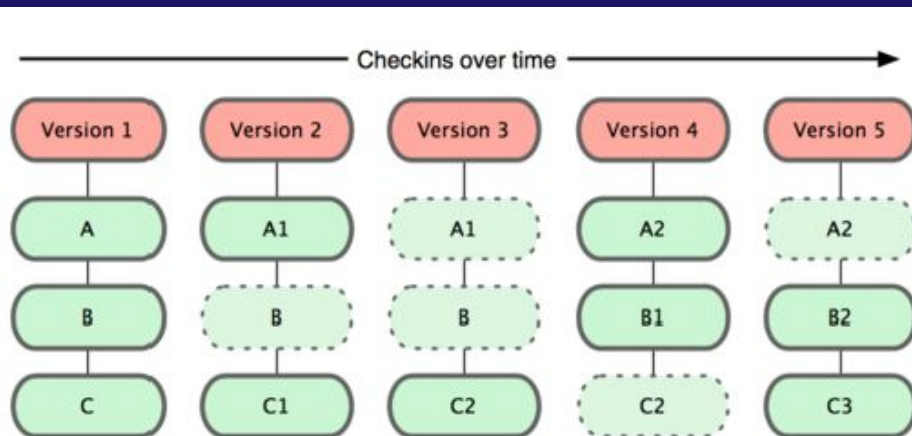 Checkins over time
Version 1 Version 2 Version 3 Version 4 Version 5
A A1 A1 A2 A2
B B B B1 B2
C C1 C2 C2 C3